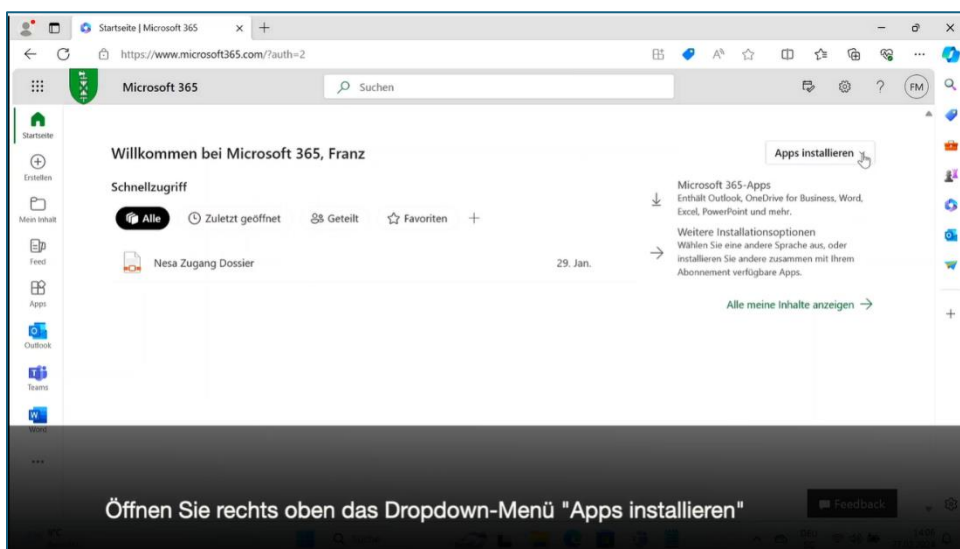 Startseite | Microsoft 365
https://www.microsoft365.com/?auth=2
Microsoft 365
Suchen
FM
Startseite
Erstellen
Mein Inhalt
Feed
Apps
Outlook
Teams
Word
Willkommen bei Microsoft 365, Franz
Apps installieren
Schnellzugriff
Alle
Zuletzt geöffnet
Geteilt
Favoriten
Nesa Zugang Dossier
29. Jan.
Microsoft 365-Apps
Enthält Outlook, OneDrive for Business, Word,
Excel, PowerPoint und mehr.
Weitere Installationsoptionen
Wählen Sie eine andere Sprache aus, oder
installieren Sie andere zusammen mit Ihrem
Abonnement verfügbare Apps.
Alle meine Inhalte anzeigen
Öffnen Sie rechts oben das Dropdown-Menü "Apps installieren"
Feedback
Suche